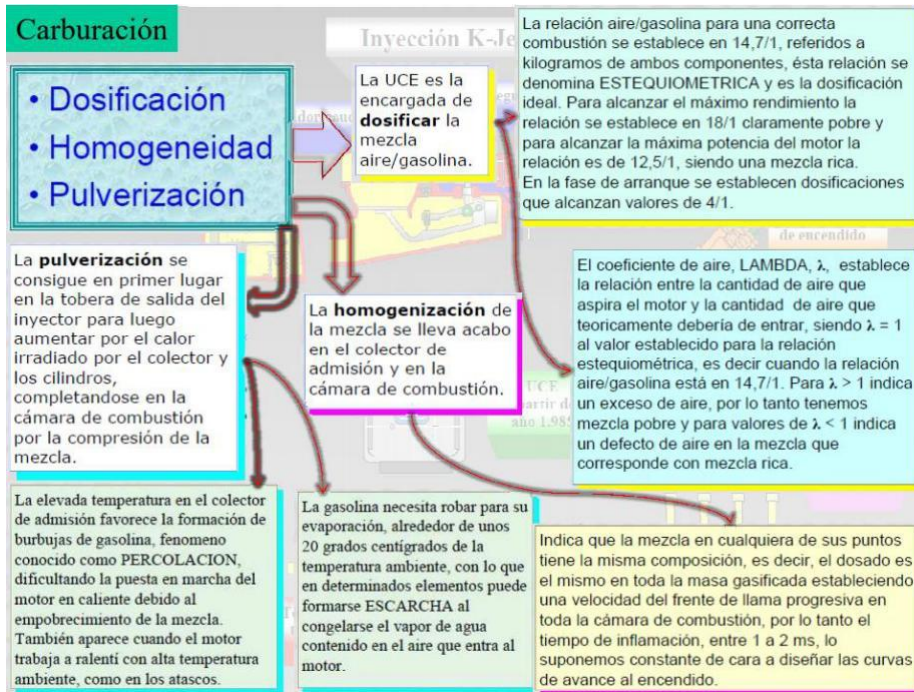 Carburación
Inyección K-Je
• Dosificación
• Homogeneidad
• Pulverización
La UCE es la
encargada de
dosificar la
mezcla
aire/gasolina.
La relación aire/gasolina para una correcta
combustión se establece en 14,7/1, referidos a
kilogramos de ambos componentes, ésta relación se
denomina ESTEQUIOMETRICA y es la dosificación
ideal. Para alcanzar el máximo rendimiento la
relación se establece en 18/1 claramente pobre y
para alcanzar la máxima potencia del motor la
relación es de 12,5/1, siendo una mezcla rica.
En la fase de arranque se establecen dosificaciones
que alcanzan valores de 4/1.
de encendido
La pulverización se
consigue en primer lugar
en la tobera de salida del
inyector para luego
aumentar por el calor
irradiado por el colector y
los cilindros,
completandose en la
cámara de combustión
por la compresión de la
mezcla.
La homogenización de
la mezcla se lleva acabo
en el colector de
admisión y en la
cámara de combustión.
UCE
artir de
año 1.985
El coeficiente de aire, LAMBDA, λ, establece
la relación entre la cantidad de aire que
aspira el motor y la cantidad de aire que
teoricamente debería de entrar, siendo λ = 1
al valor establecido para la relación
estequiométrica, es decir cuando la relación
aire/gasolina está en 14,7/1. Para λ > 1 indica
un exceso de aire, por lo tanto tenemos
mezcla pobre y para valores de λ < 1 indica
un defecto de aire en la mezcla que
corresponde con mezcla rica.
La elevada temperatura en el colector
de admisión favorece la formación de
burbujas de gasolina, fenomeno
conocido como PERCOLACION,
dificultando la puesta en marcha del
motor en caliente debido al
empobrecimiento de la mezcla.
También aparece cuando el motor
trabaja a ralentí con alta temperatura
ambiente, como en los atascos.
La gasolina necesita robar para su
evaporación, alrededor de unos
20 grados centígrados de la
temperatura ambiente, con lo que
en determinados elementos puede
formarse ESCARCHA al
congelarse el vapor de agua
contenido en el aire que entra al
motor.
Indica que la mezcla en cualquiera de sus puntos
tiene la misma composición, es decir, el dosado es
el mismo en toda la masa gasificada estableciendo
una velocidad del frente de llama progresiva en
toda la cámara de combustión, por lo tanto el
tiempo de inflamación, entre 1 a 2 ms, lo
suponemos constante de cara a diseñar las curvas
de avance al encendido.